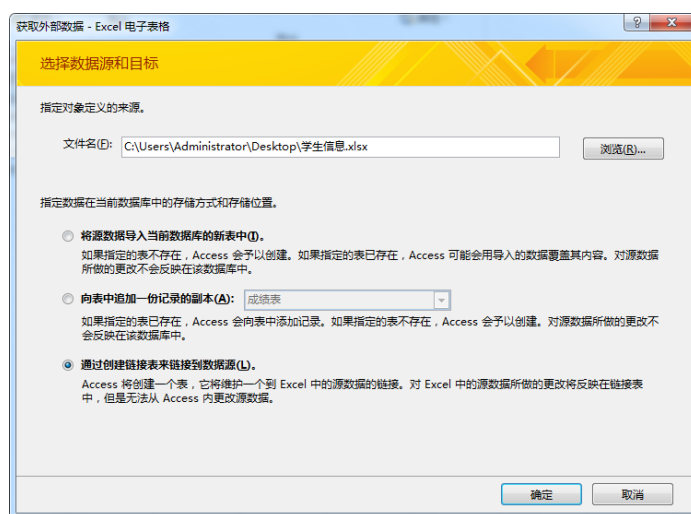 获取外部数据 - Excel 电子表格
选择数据源和目标
指定对象定义的来源。
文件名(F): C:\Users\Administrator\Desktop\学生信息.xlsx 浏览(R)...
指定数据在当前数据库中的存储方式和存储位置。
将源数据导入当前数据库的新表中(I)。
如果指定的表不存在，Access 会予以创建。如果指定的表已存在，Access 可能会用导入的数据覆盖其内容。对源数据
所做的更改不会反映在该数据库中。
向表中追加一份记录的副本(A): 成绩表
如果指定的表已存在，Access 会向表中添加记录。如果指定的表不存在，Access 会予以创建。对源数据所做的更改不
会反映在该数据库中。
通过创建链接表来链接到数据源(L)。
Access 将创建一个表，它将维护一个到 Excel 中的源数据的链接。对 Excel 中的源数据所做的更改将反映在链接表
中，但是无法从 Access 内更改源数据。
确定 取消